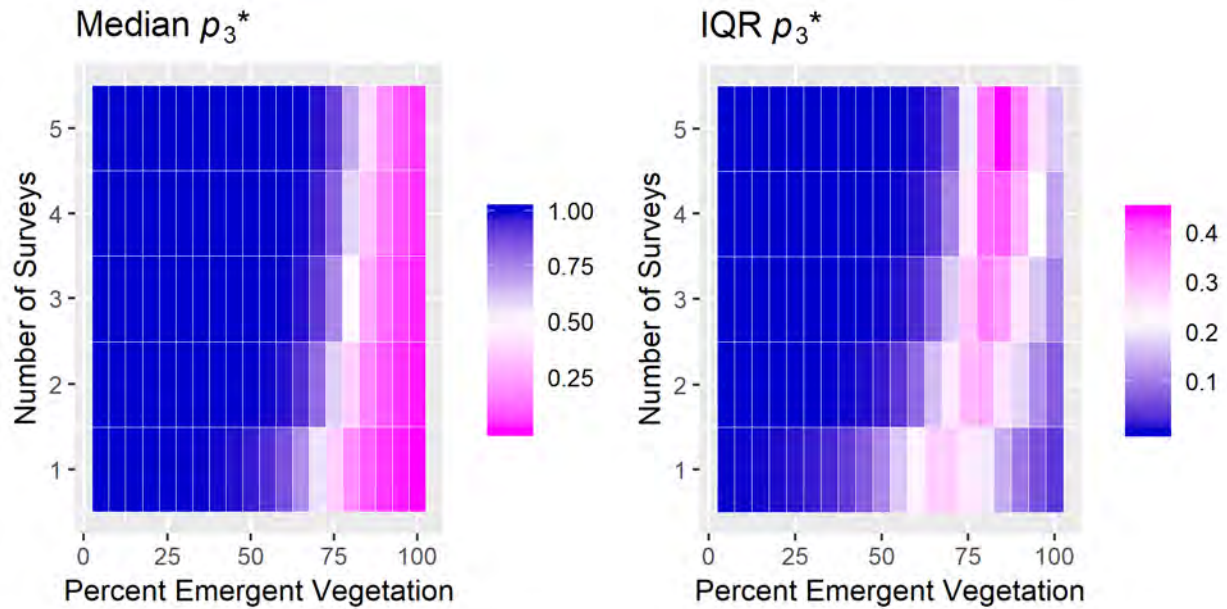 Median p₃*
IQR p₃*
Number of Surveys
5
4
3
2
1
0 25 50 75 100
Percent Emergent Vegetation
1.00
0.75
0.50
0.25
Number of Surveys
5
4
3
2
1
0 25 50 75 100
Percent Emergent Vegetation
0.4
0.3
0.2
0.1